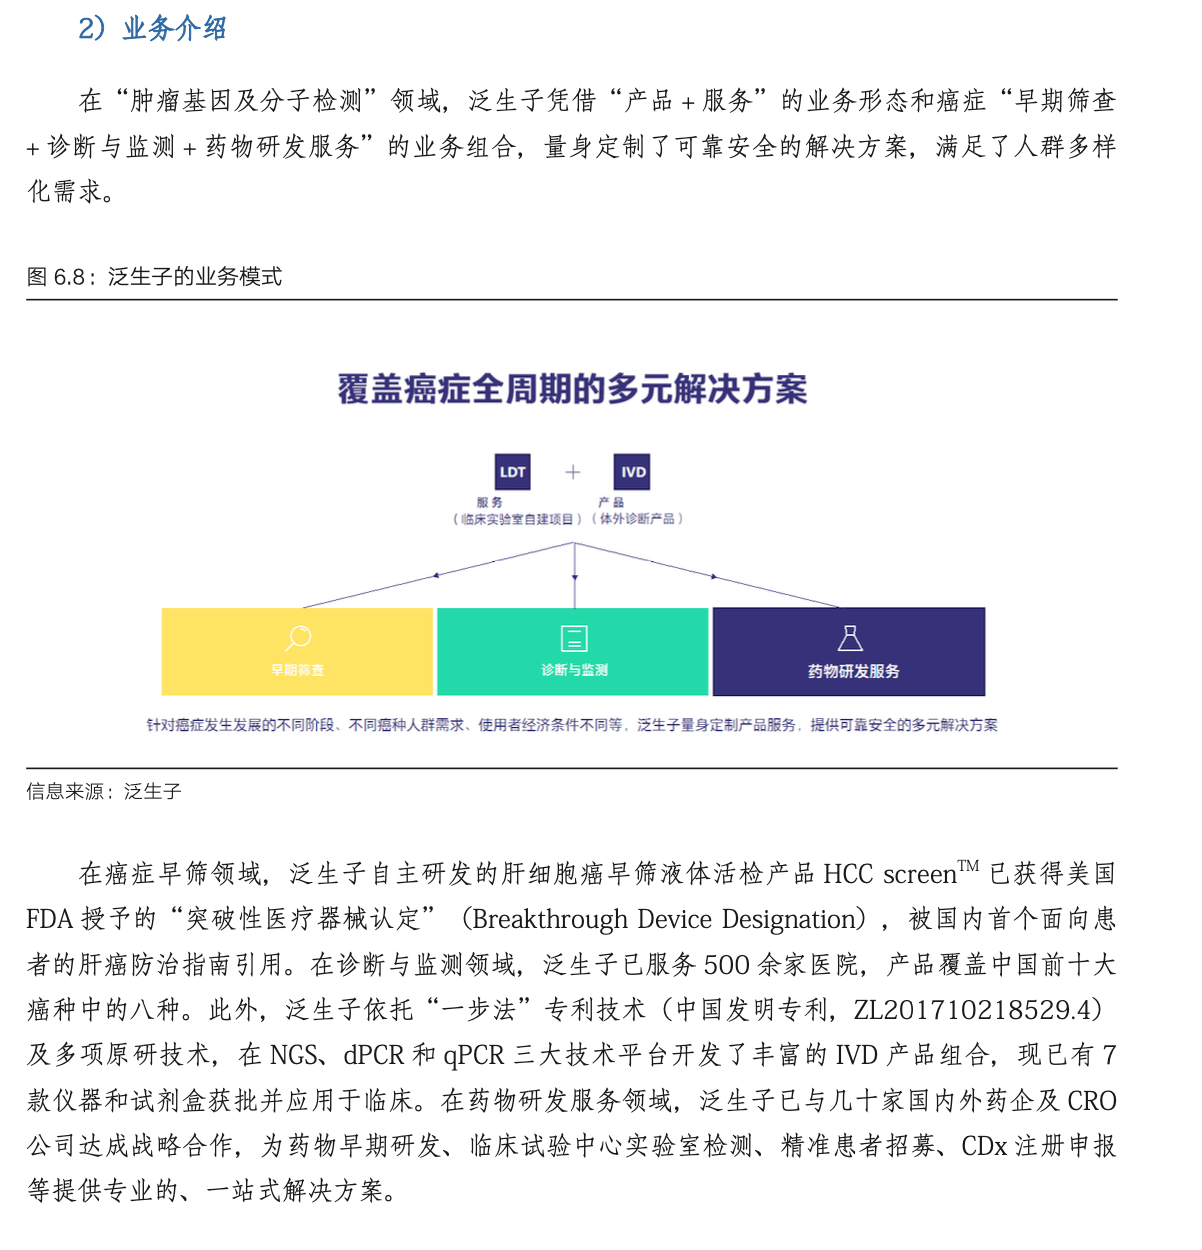 2）业务介绍
在“肿瘤基因及分子检测”领域，泛生子凭借“产品 + 服务”的业务形态和癌症“早期筛查
+ 诊断与监测 + 药物研发服务”的业务组合，量身定制了可靠安全的解决方案，满足了人群多样
化需求。
图 6.8：泛生子的业务模式
覆盖癌症全周期的多元解决方案
LDT + IVD
服务 产品
（临床实验室自建项目）（体外诊断产品）
早期筛查 诊断与监测 药物研发服务
针对癌症发生发展的不同阶段、不同癌种人群需求、使用者经济条件不同等，泛生子量身定制产品服务，提供可靠安全的多元解决方案
信息来源：泛生子
在癌症早筛领域，泛生子自主研发的肝细胞癌早筛液体活检产品 HCC screen™ 已获得美国
FDA 授予的“突破性医疗器械认定”（Breakthrough Device Designation），被国内首个面向患
者的肝癌防治指南引用。在诊断与监测领域，泛生子已服务 500 余家医院，产品覆盖中国前十大
癌种中的八种。此外，泛生子依托“一步法”专利技术（中国发明专利，ZL201710218529.4）
及多项原研技术，在 NGS、dPCR 和 qPCR 三大技术平台开发了丰富的 IVD 产品组合，现已有 7
款仪器和试剂盒获批并应用于临床。在药物研发服务领域，泛生子已与几十家国内外药企及 CRO
公司达成战略合作，为药物早期研发、临床试验中心实验室检测、精准患者招募、CDx 注册申报
等提供专业的、一站式解决方案。